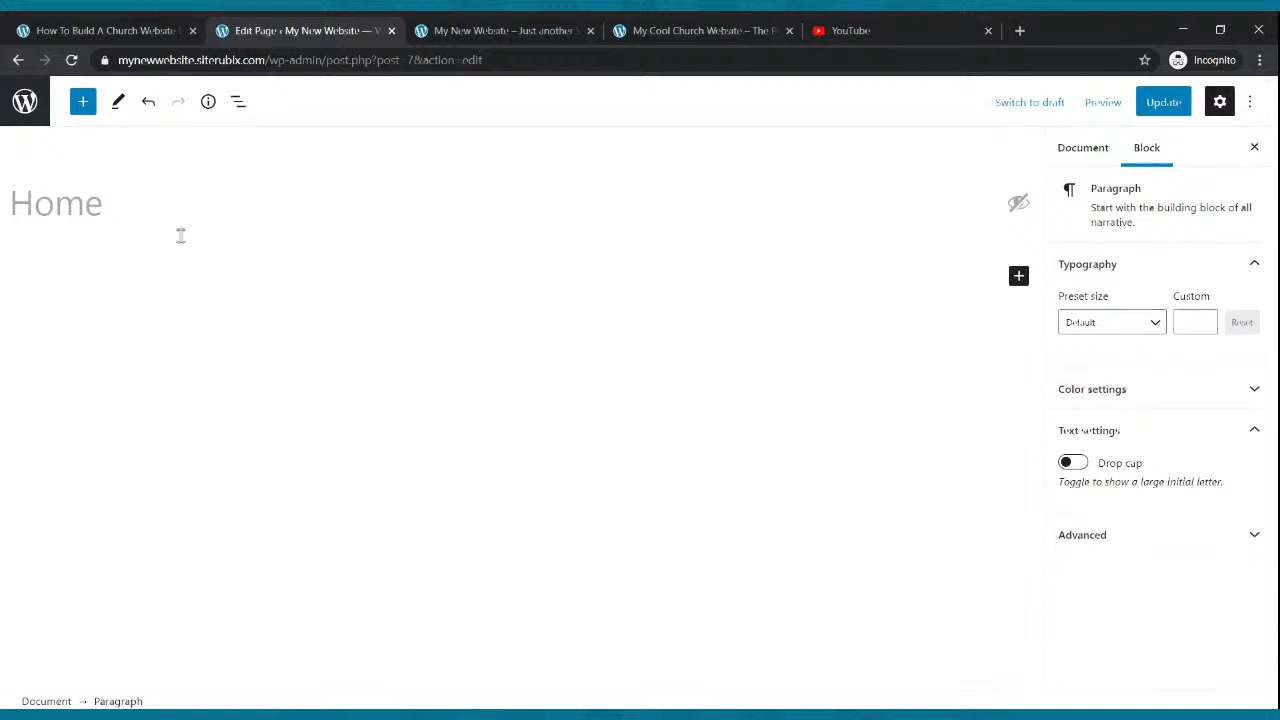 How To Build A Church Website
Edit Page ‹ My New Website —
My New Website – Just another
My Cool Church Website – The
YouTube
mynewwebsite.siterubix.com/wp-admin/post.php?post=7&action=edit
Incognito
Switch to draft
Preview
Update
Document
Block
Home
Paragraph
Start with the building block of all
narrative.
Typography
Preset size
Custom
Default
Reset
Color settings
Text settings
Drop cap
Toggle to show a large initial letter.
Advanced
Document → Paragraph